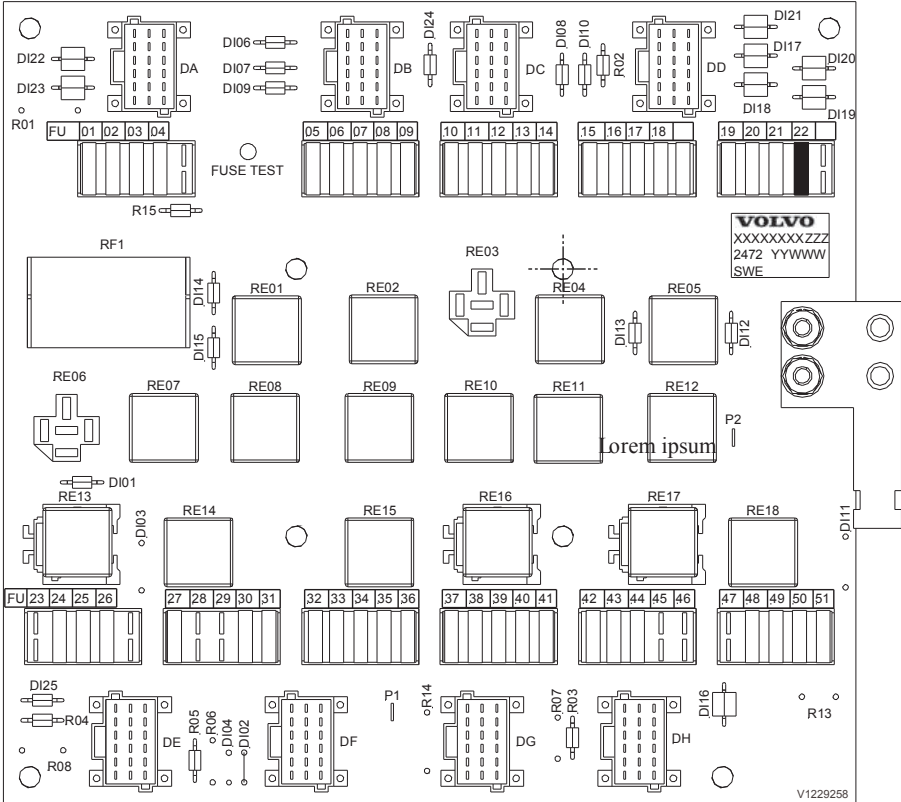 DI22
DI23
R01
DA
DI06
DI07
DI09
DI24
DB
DC
DI08
DI10
R02
DD
DI21
DI17
DI18
DI20
DI19
FU 01 02 03 04
05 06 07 08 09
10 11 12 13 14
15 16 17 18
19 20 21 22
FUSE TEST
R15
VOLVO
XXXXXXXXZZZ
2472 YYWWW
SWE
RF1
DI14
DI15
RE01
RE02
RE03
RE04
RE05
DI13
DI12
RE06
RE07
RE08
RE09
RE10
RE11
RE12
P2
Lorem ipsum
DI01
RE13
DI03
RE14
RE15
RE16
RE17
RE18
DI11
FU 23 24 25 26
27 28 29 30 31
32 33 34 35 36
37 38 39 40 41
42 43 44 45 46
47 48 49 50 51
DI25
R04
R08
DE
R05
R06
DI04
DI02
DF
P1
R14
DG
R07
R03
DH
DI16
R13
V1229258